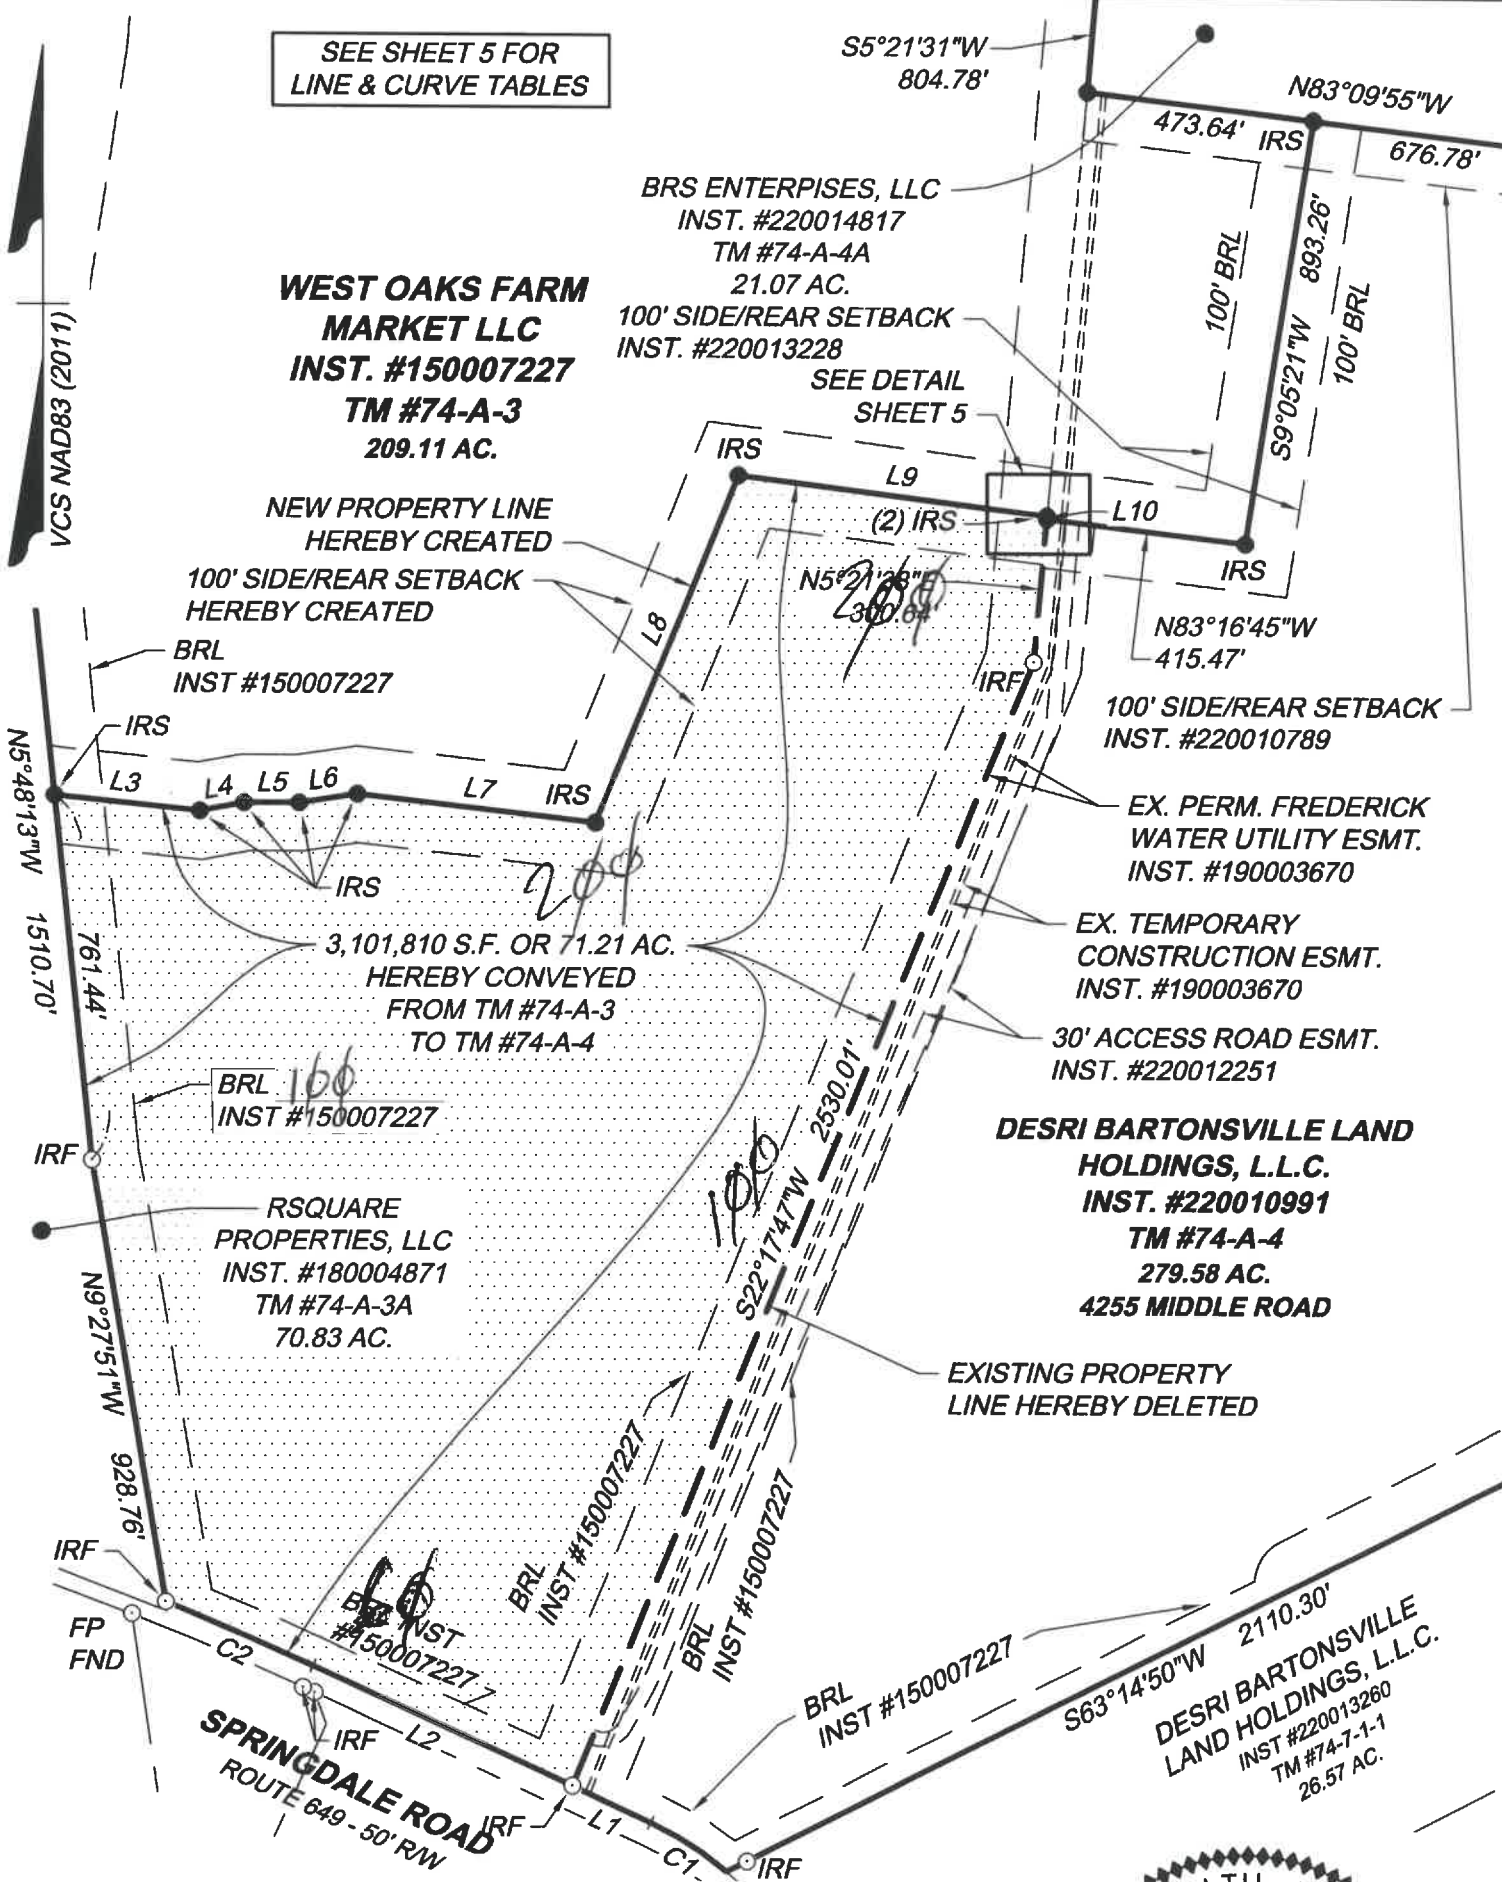 SEE SHEET 5 FOR
LINE & CURVE TABLES
S5°21'31"W
804.78'
N83°09'55"W
473.64'
IRS
676.78'
BRS ENTERPISES, LLC
INST. #220014817
TM #74-A-4A
21.07 AC.
100' SIDE/REAR SETBACK
INST. #220013228
SEE DETAIL
SHEET 5
100' BRL
S9°05'21"W 893.26'
100' BRL
VCS NAD83 (2011)
WEST OAKS FARM
MARKET LLC
INST. #150007227
TM #74-A-3
209.11 AC.
IRS
L9
(2) IRS
L10
IRS
NEW PROPERTY LINE
HEREBY CREATED
100' SIDE/REAR SETBACK
HEREBY CREATED
L8
N5°21'28"E
300.64'
200
N83°16'45"W
415.47'
BRL
INST #150007227
IRF
100' SIDE/REAR SETBACK
INST. #220010789
IRS
L3
L4
L5
L6
L7
IRS
IRS
N5°48'13"W 1510.70'
761.44'
200
EX. PERM. FREDERICK
WATER UTILITY ESMT.
INST. #190003670
EX. TEMPORARY
CONSTRUCTION ESMT.
INST. #190003670
3,101,810 S.F. OR 71.21 AC.
HEREBY CONVEYED
FROM TM #74-A-3
TO TM #74-A-4
30' ACCESS ROAD ESMT.
INST. #220012251
BRL 100
INST #150007227
IRF
100
S22°17'47"W 2530.01'
DESRI BARTONSVILLE LAND
HOLDINGS, L.L.C.
INST. #220010991
TM #74-A-4
279.58 AC.
4255 MIDDLE ROAD
RSQUARE
PROPERTIES, LLC
INST. #180004871
TM #74-A-3A
70.83 AC.
N9°27'51"W 928.76'
EXISTING PROPERTY
LINE HEREBY DELETED
BRL
INST #150007227
BRL
INST #150007227
IRF
FP
FND
C2
INST
#150007227
IRF
L2
SPRINGDALE ROAD
ROUTE 649 - 50' R/W
IRF
L1
C1
IRF
BRL
INST #150007227
S63°14'50"W 2110.30'
DESRI BARTONSVILLE
LAND HOLDINGS, L.L.C.
INST #220013260
TM #74-7-1-1
26.57 AC.